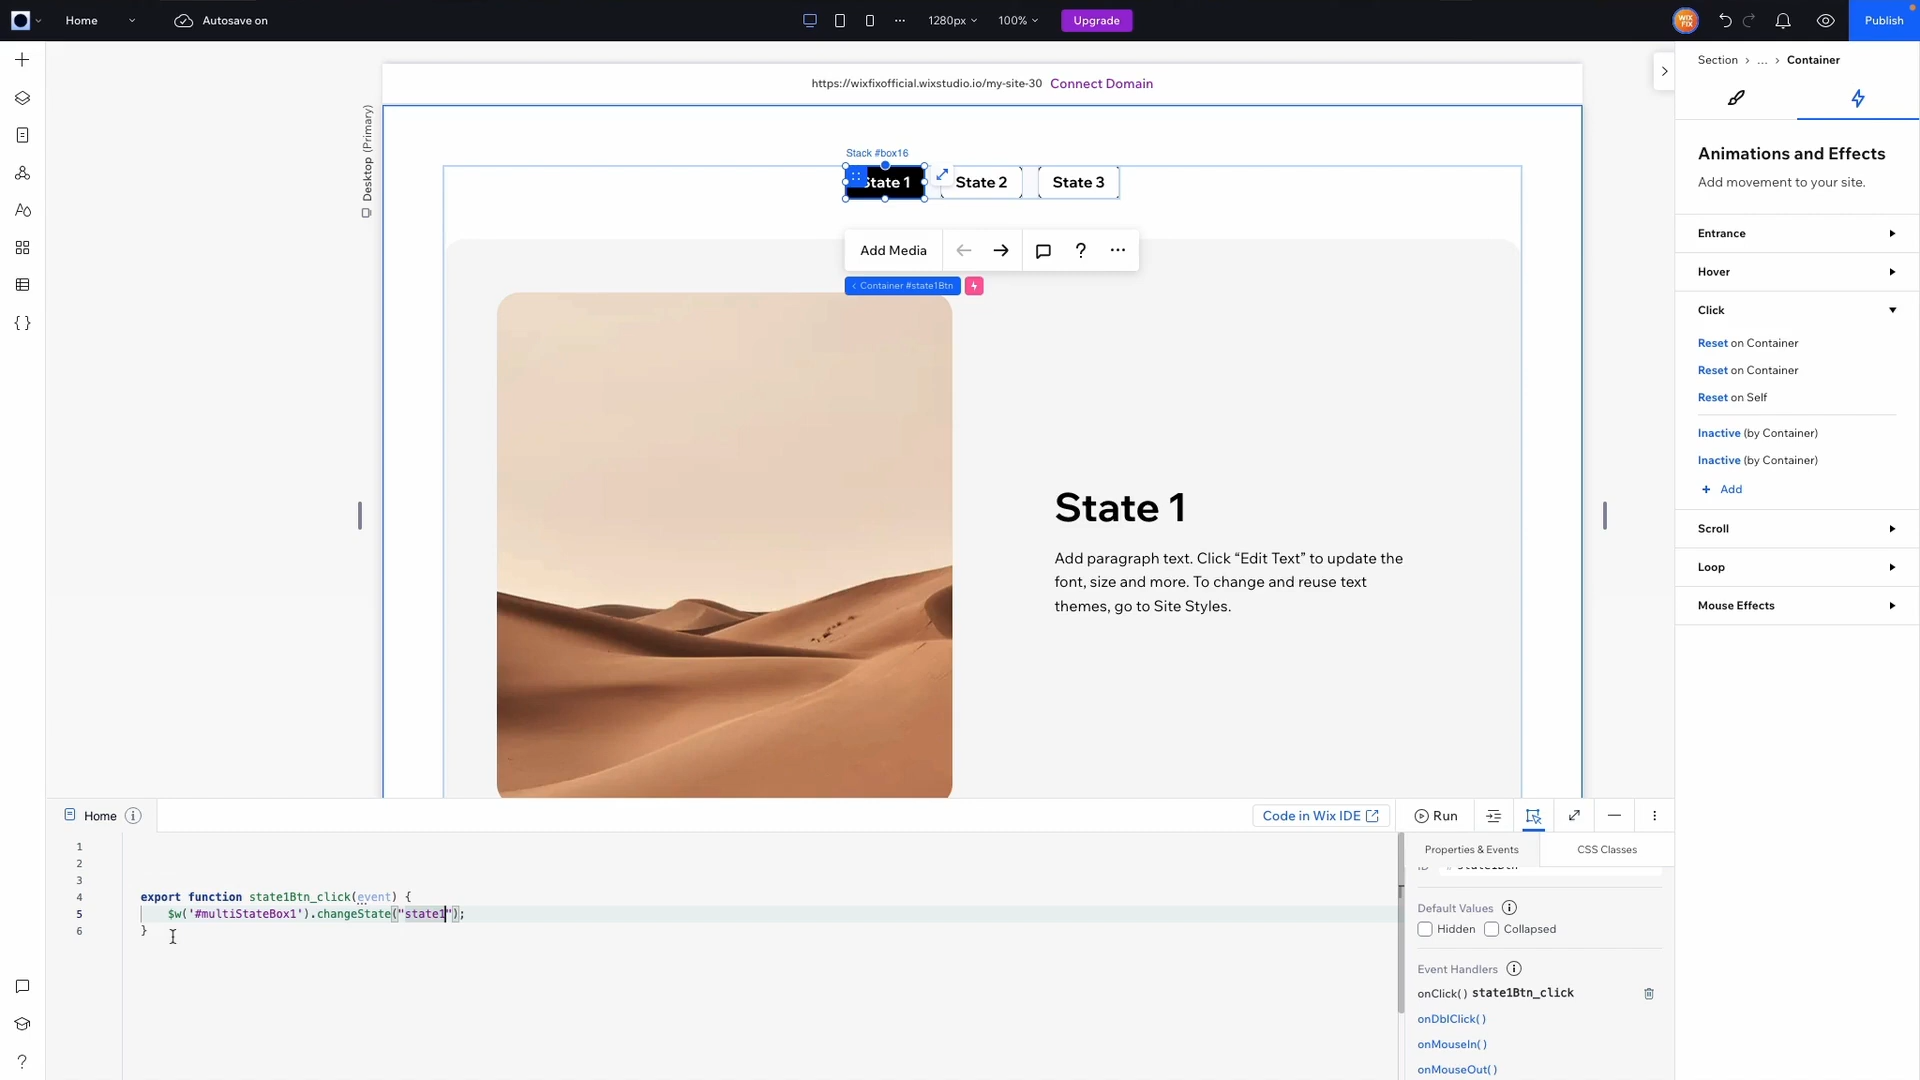 Home
Autosave on
1280px
100%
Upgrade
WIX
FIX
Publish
https://wixfixofficial.wixstudio.io/my-site-30 Connect Domain
Desktop (Primary)
Stack #box16
State 1
State 2
State 3
Add Media
?
< Container #state1Btn
State 1
Add paragraph text. Click “Edit Text” to update the
font, size and more. To change and reuse text
themes, go to Site Styles.
Section > ... > Container
Animations and Effects
Add movement to your site.
Entrance
Hover
Click
Reset on Container
Reset on Container
Reset on Self
Inactive (by Container)
Inactive (by Container)
+ Add
Scroll
Loop
Mouse Effects
Home
Code in Wix IDE
Run
1
2
3
4 export function state1Btn_click(event) {
5 $w('#multiStateBox1').changeState("state1");
6 }
Properties & Events
CSS Classes
Default Values
Hidden
Collapsed
Event Handlers
onClick() state1Btn_click
onDblClick()
onMouseIn()
onMouseOut()